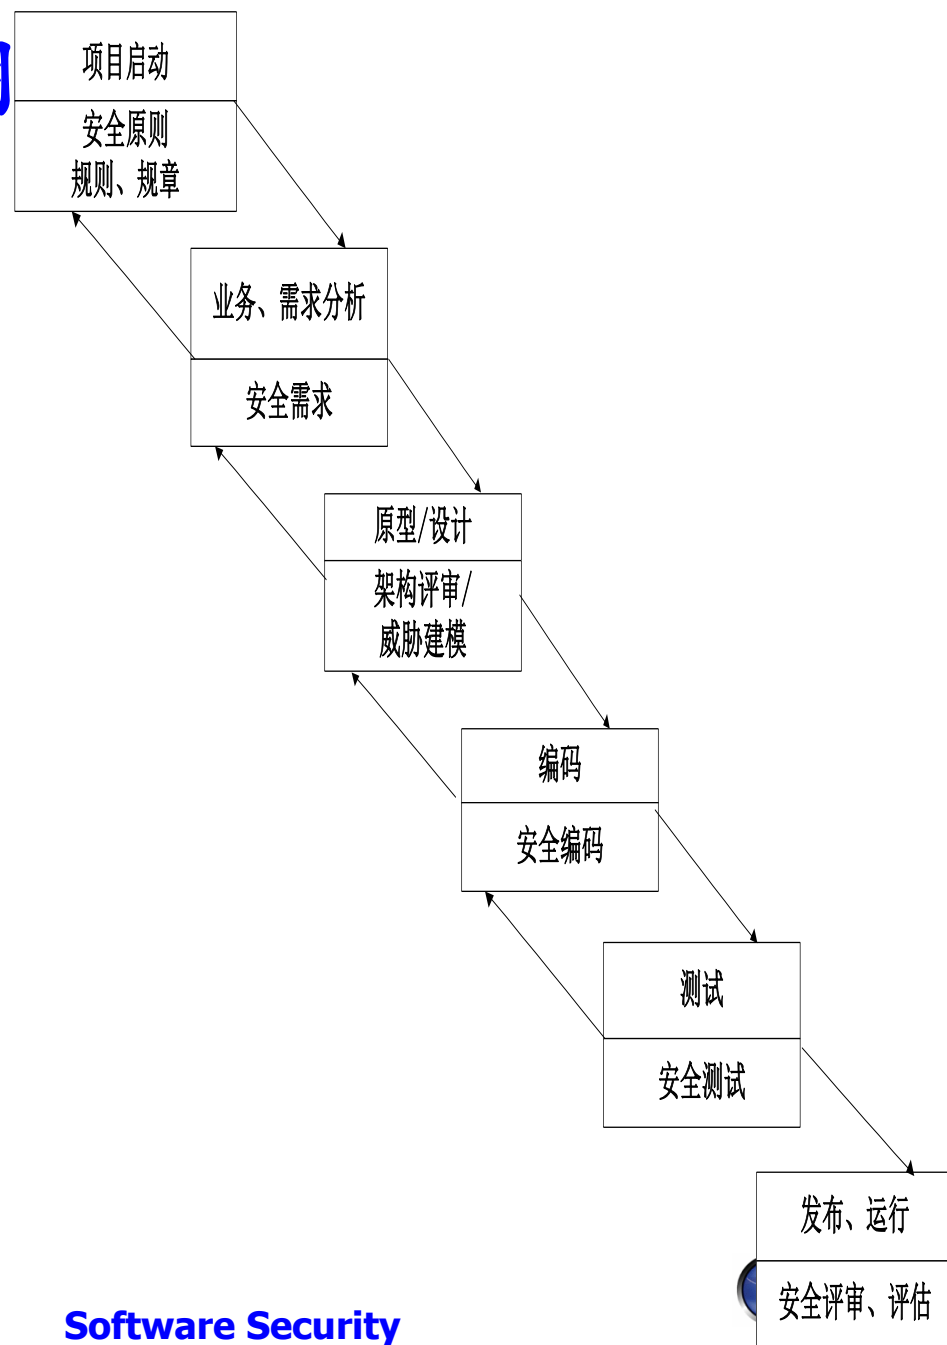 项目启动
安全原则
规则、规章
业务、需求分析
安全需求
原型/设计
架构评审/
威胁建模
编码
安全编码
测试
安全测试
发布、运行
安全评审、评估
Software Security